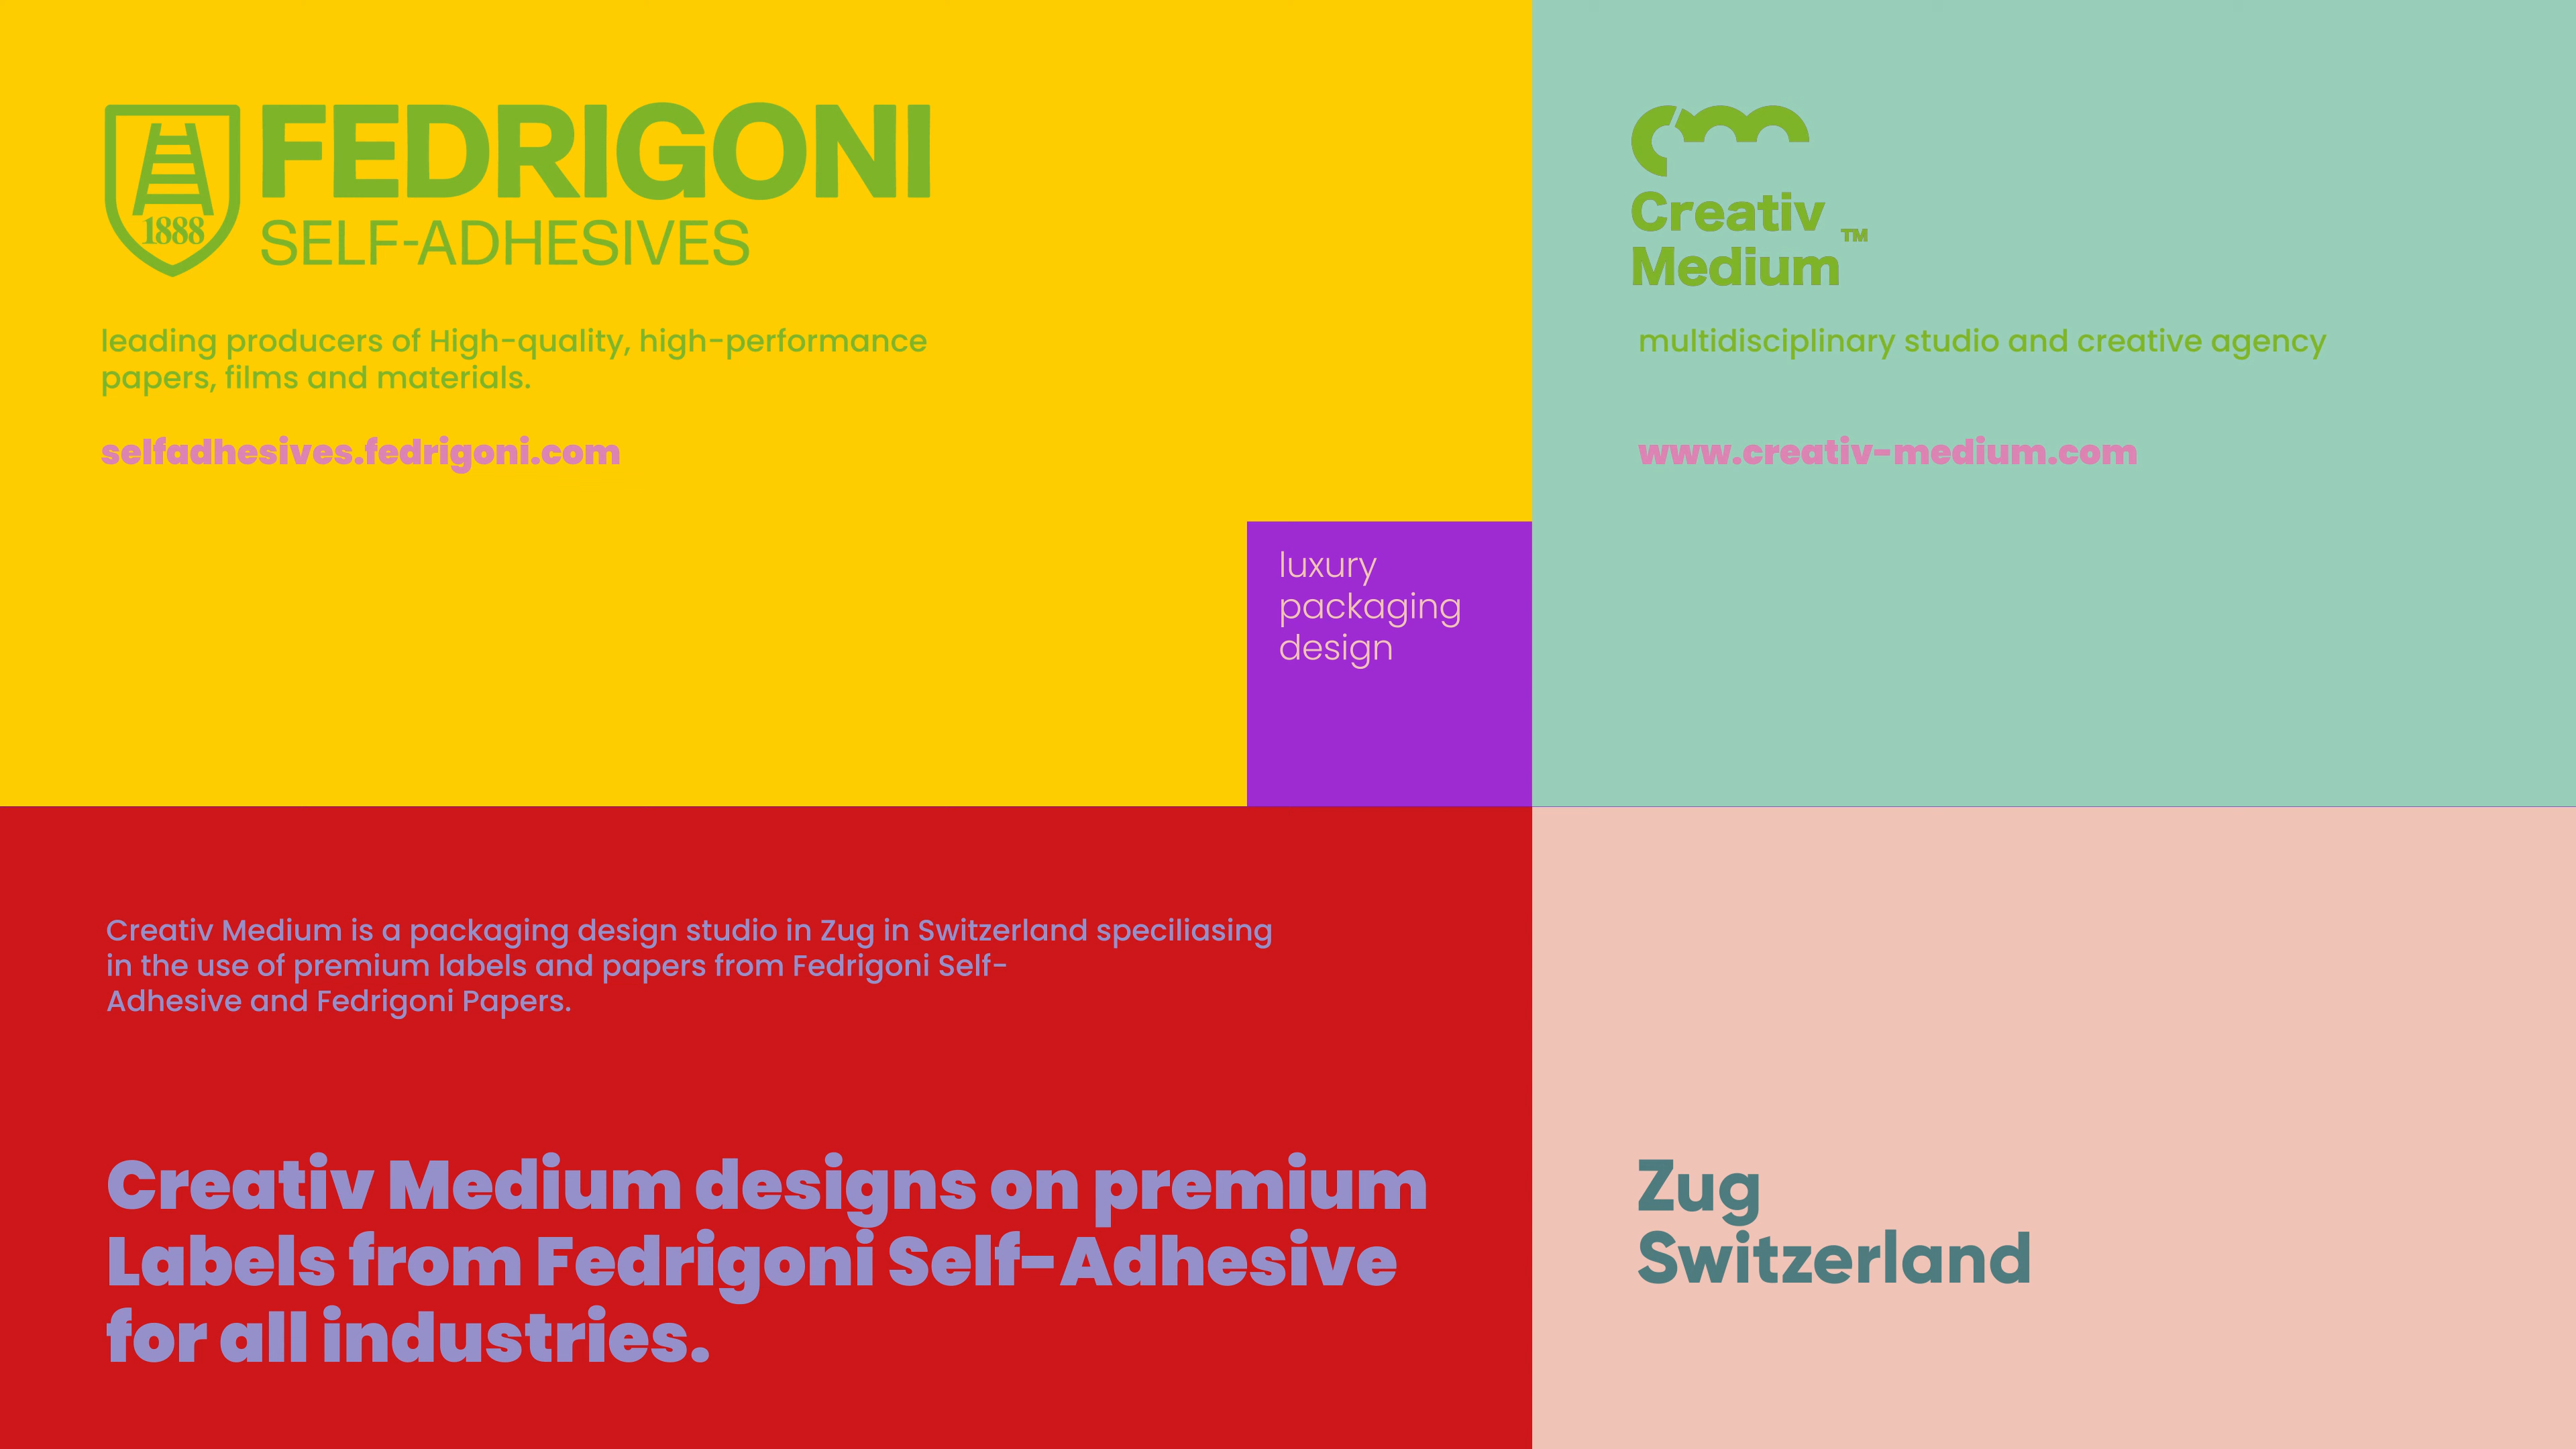 FEDRIGONI
SELF-ADHESIVES
1888
leading producers of High-quality, high-performance
papers, films and materials.
selfadhesives.fedrigoni.com
Creativ
Medium™
multidisciplinary studio and creative agency
www.creativ-medium.com
luxury
packaging
design
Creativ Medium is a packaging design studio in Zug in Switzerland speciliasing
in the use of premium labels and papers from Fedrigoni Self-
Adhesive and Fedrigoni Papers.
Creativ Medium designs on premium
Labels from Fedrigoni Self-Adhesive
for all industries.
Zug
Switzerland